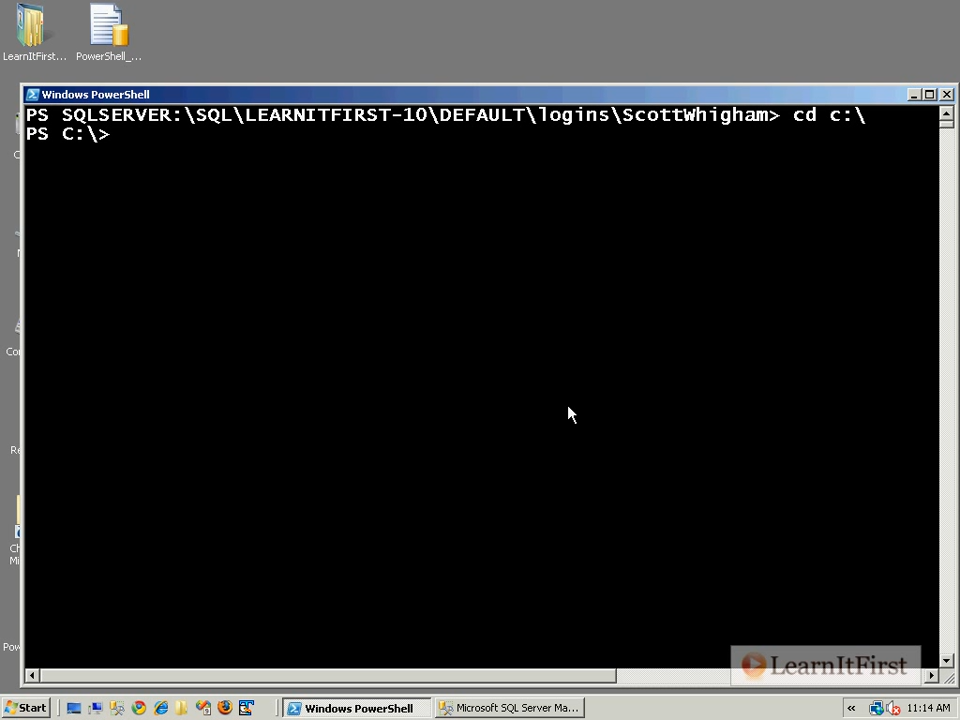 LearnItFirst...
PowerShell_...
Windows PowerShell
PS SQLSERVER:\SQL\LEARNITFIRST-10\DEFAULT\logins\ScottWhigham> cd c:\
PS C:\>
LearnItFirst
Start
Windows PowerShell
Microsoft SQL Server Ma...
11:14 AM